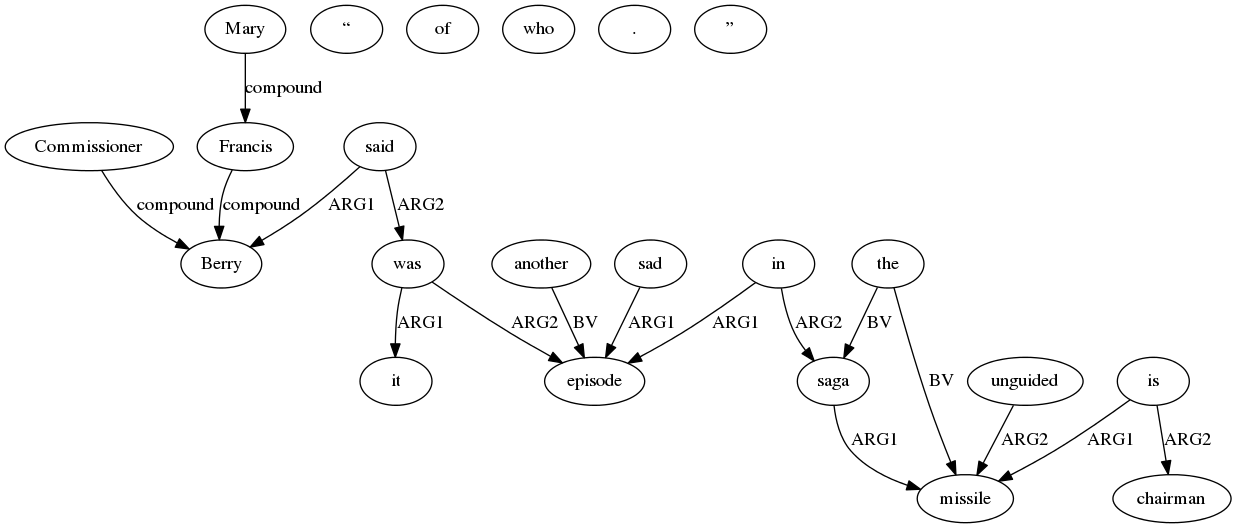 Mary “ of who . ”
compound
Commissioner Francis said
compound compound ARG1 ARG2
Berry was another sad in the
ARG1 ARG2 BV ARG1 ARG1 ARG2 BV
it episode saga BV unguided is
ARG1 ARG2 ARG1 ARG2
missile chairman